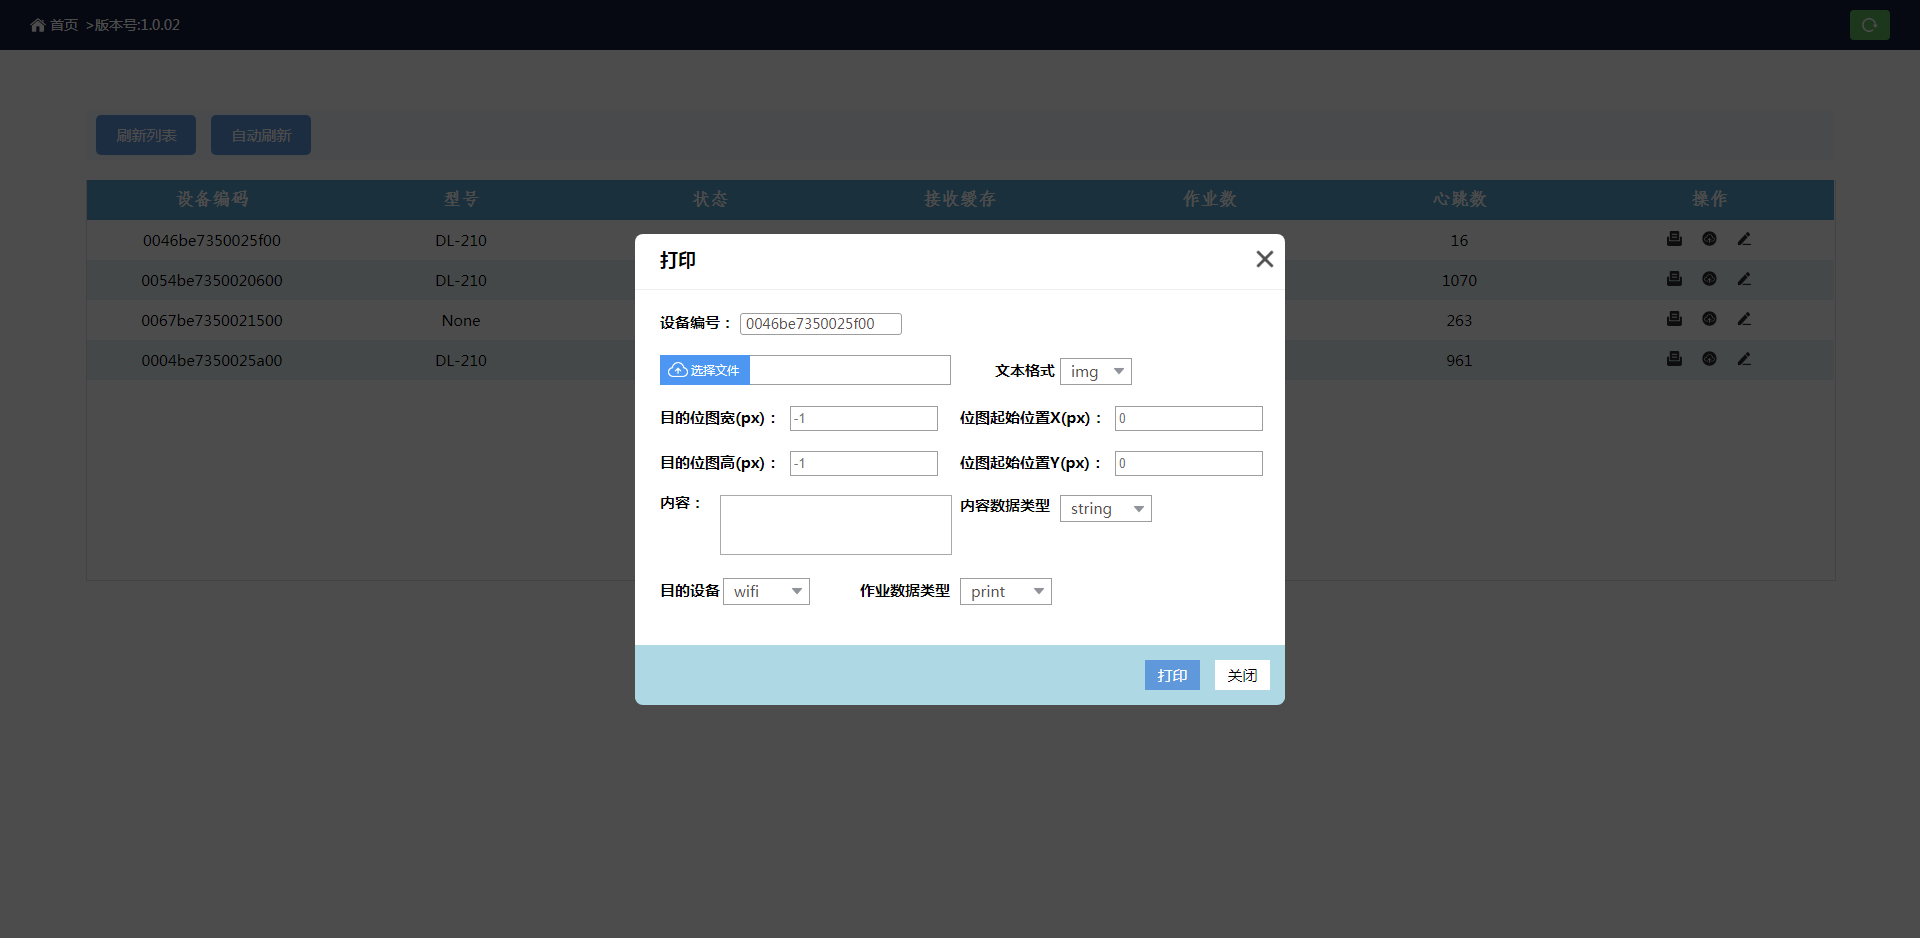 首页 >版本号:1.0.02
刷新列表 自动刷新
设备编码 型号 状态 接收缓存 作业数 心跳数 操作
0046be7350025f00 DL-210 16
0054be7350020600 DL-210 1070
0067be7350021500 None 263
0004be7350025a00 DL-210 961
打印
设备编号： 0046be7350025f00
选择文件 文本格式 img
目的位图宽(px)： -1 位图起始位置X(px)： 0
目的位图高(px)： -1 位图起始位置Y(px)： 0
内容： 内容数据类型 string
目的设备 wifi 作业数据类型 print
打印 关闭